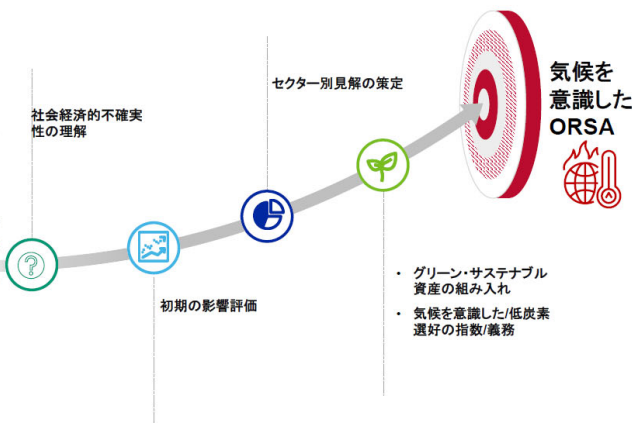 社会経済的不確実
性の理解
初期の影響評価
セクター別見解の策定
・ グリーン・サステナブル
資産の組み入れ
・ 気候を意識した/低炭素
選好の指数/義務
気候を
意識した
ORSA
?